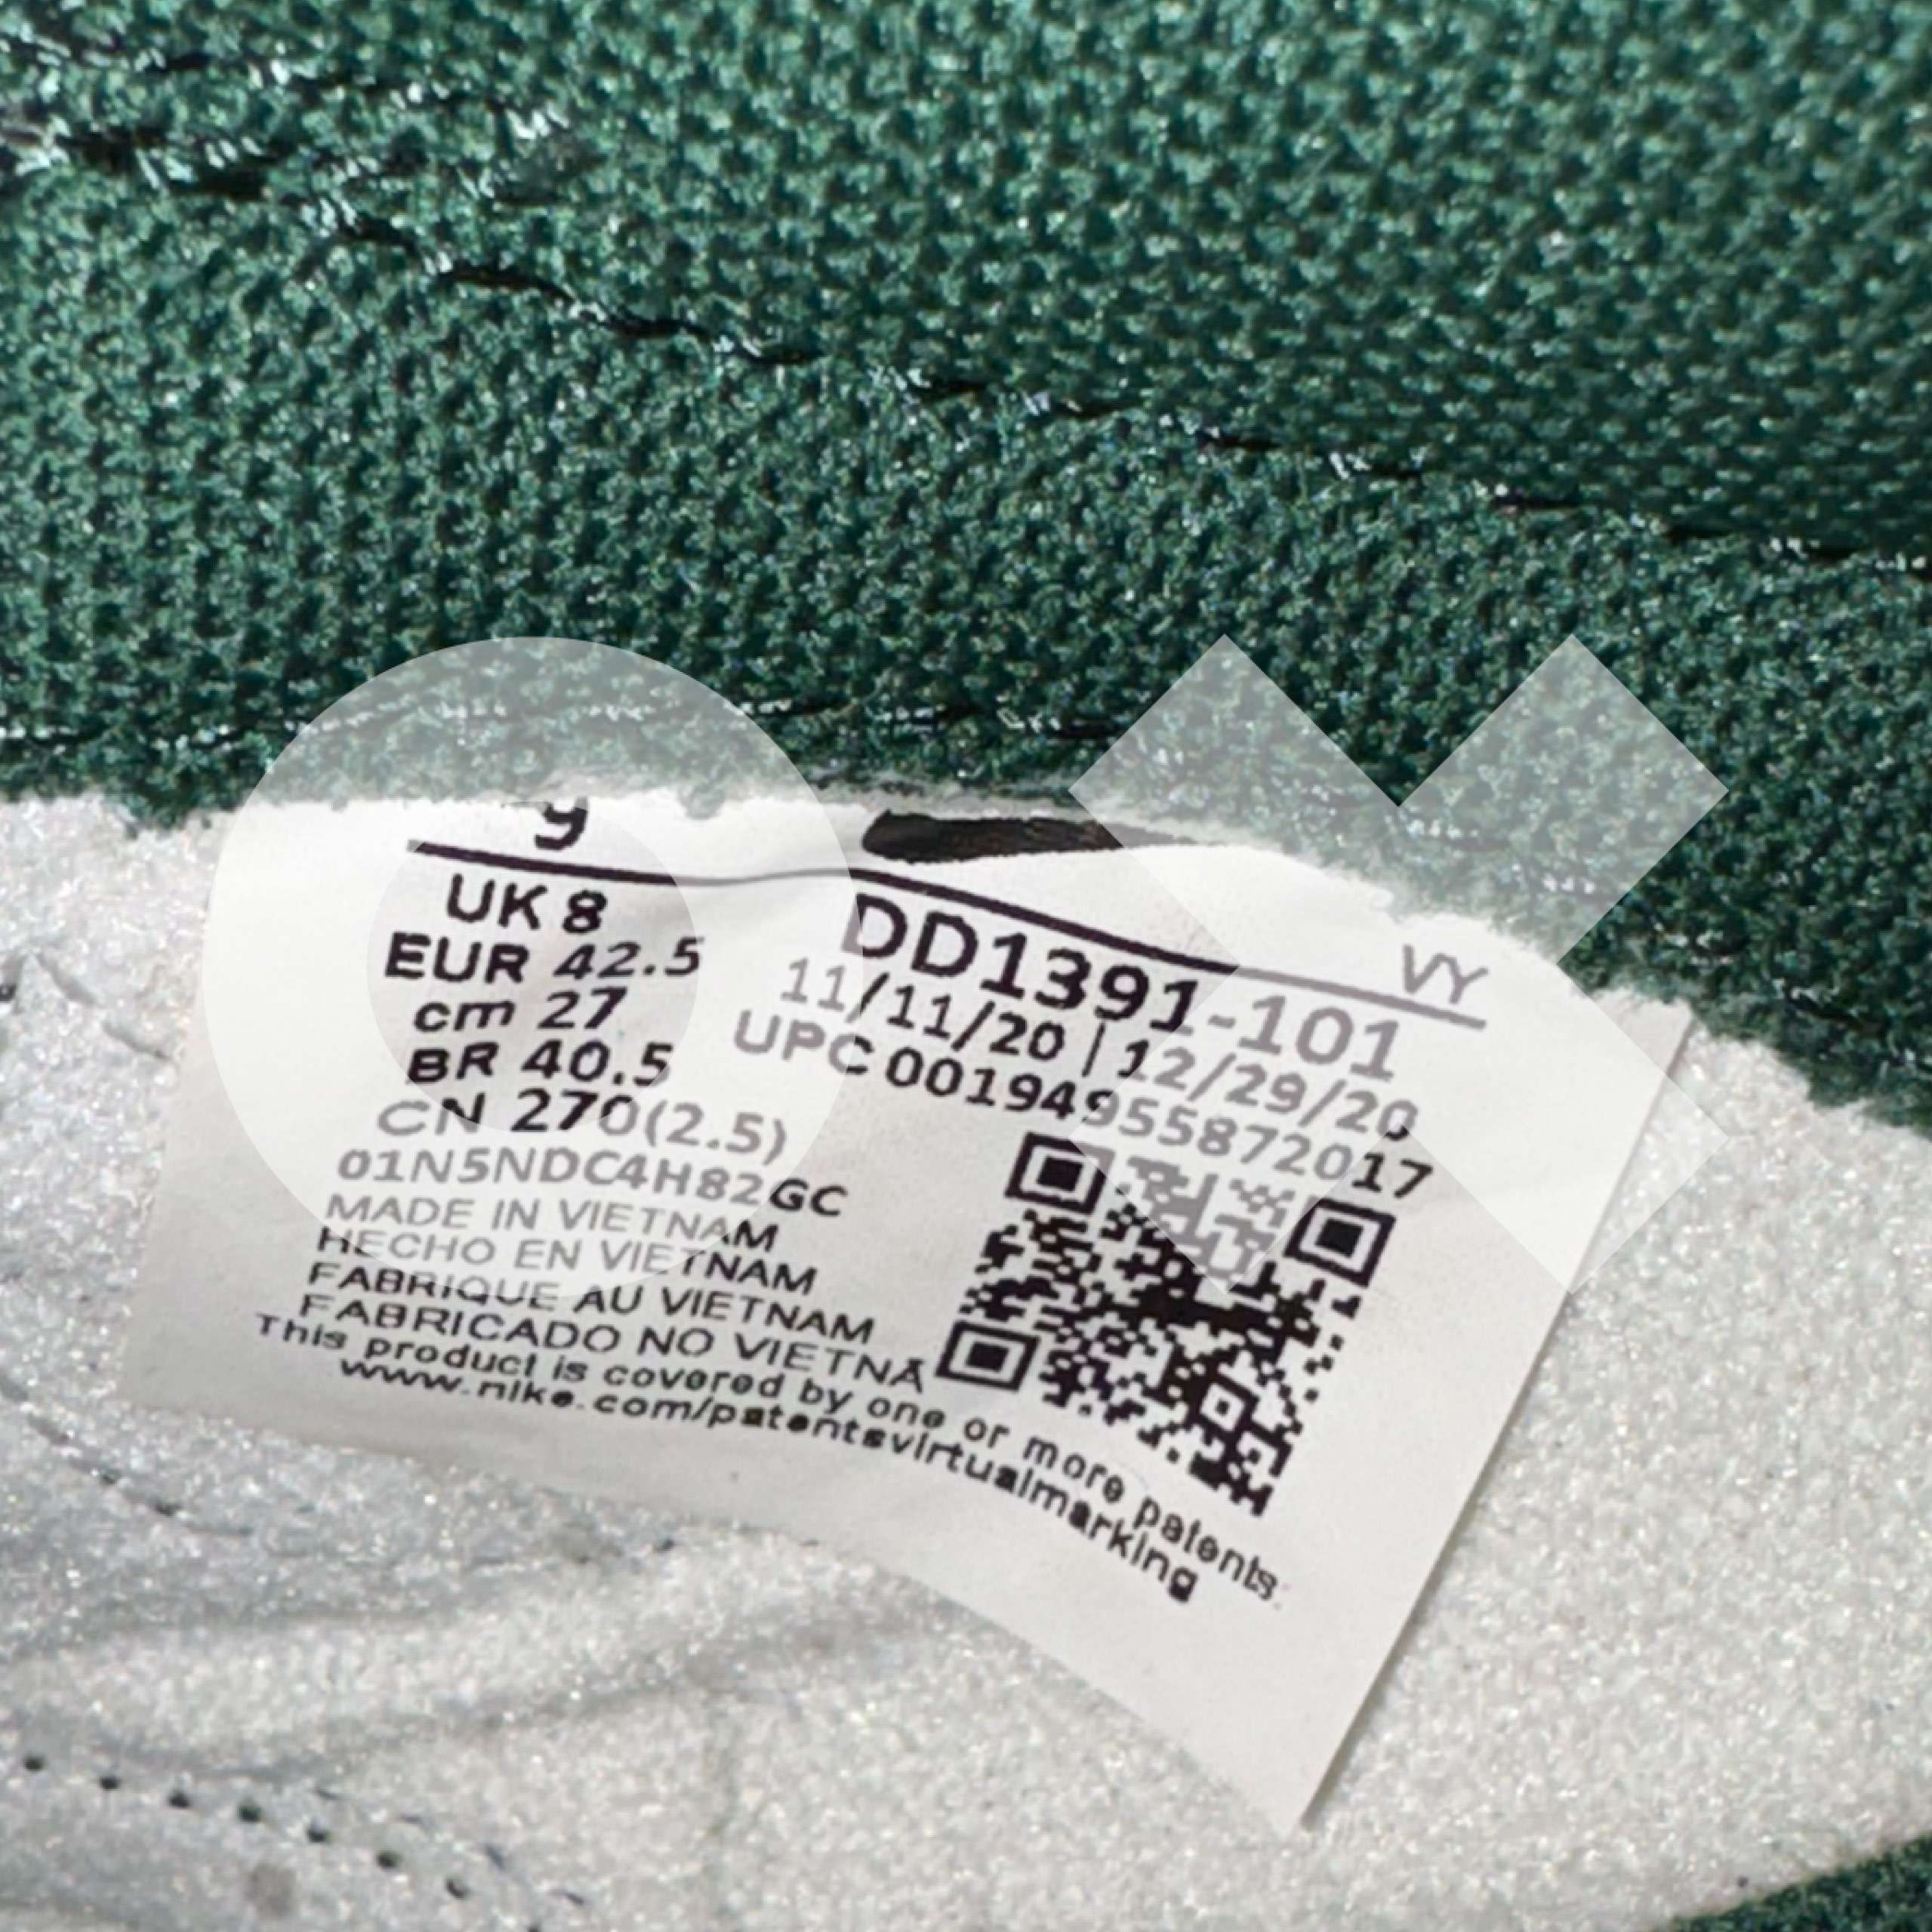 9
UK 8
EUR 42.5
cm 27
BR 40.5
CN 270(2.5)
01N5NDC4H82GC
MADE IN VIETNAM
HECHO EN VIETNAM
FABRIQUE AU VIETNAM
FABRICADO NO VIETNA
This product is covered by one or more patents.
www.nike.com/patentsvirtualmarking
VY
DD1391-101
11/11/20 | 12/29/20
UPC 00194955872017